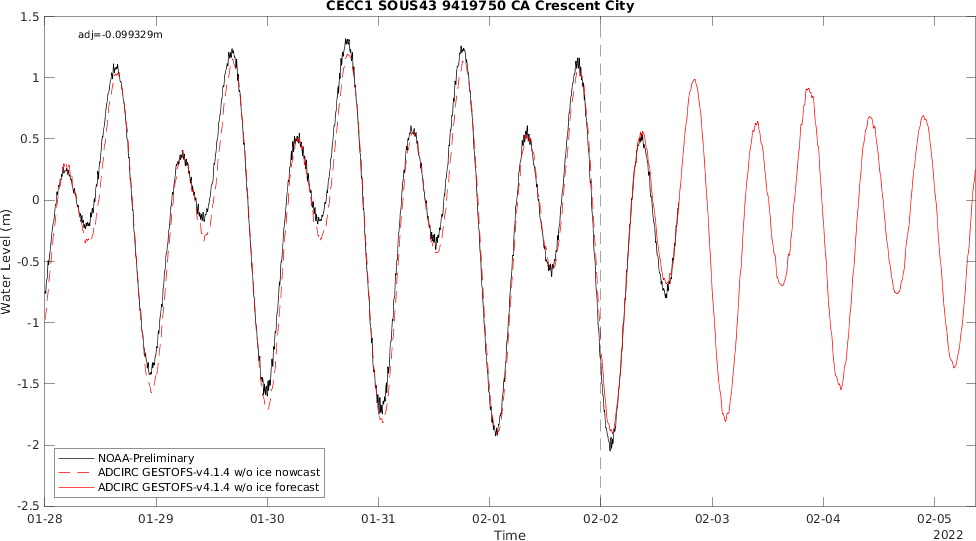 CECC1 SOUS43 9419750 CA Crescent City
adj=-0.099329m
1.5
1
0.5
0
-0.5
-1
-1.5
-2
-2.5
Water Level (m)
NOAA-Preliminary
ADCIRC GESTOFS-v4.1.4 w/o ice nowcast
ADCIRC GESTOFS-v4.1.4 w/o ice forecast
01-28 01-29 01-30 01-31 02-01 02-02 02-03 02-04 02-05
Time
2022